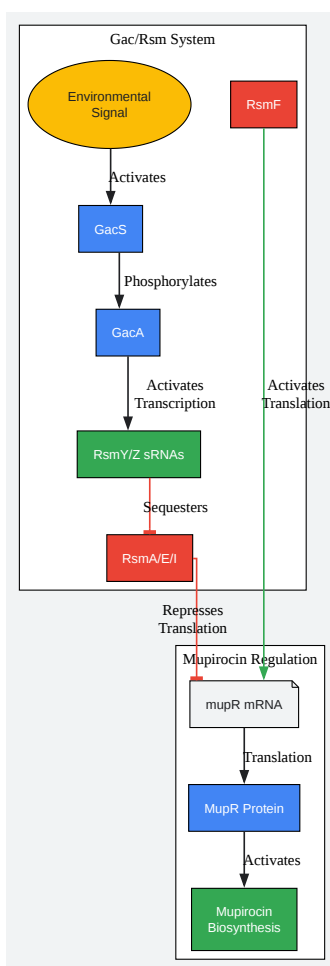 Gac/Rsm System
Environmental
Signal
RsmF
Activates
GacS
Phosphorylates
GacA
Activates
Transcription
Activates
Translation
RsmY/Z sRNAs
Sequesters
RsmA/E/I
Represses
Translation
Mupirocin Regulation
mupR mRNA
Translation
MupR Protein
Activates
Mupirocin
Biosynthesis